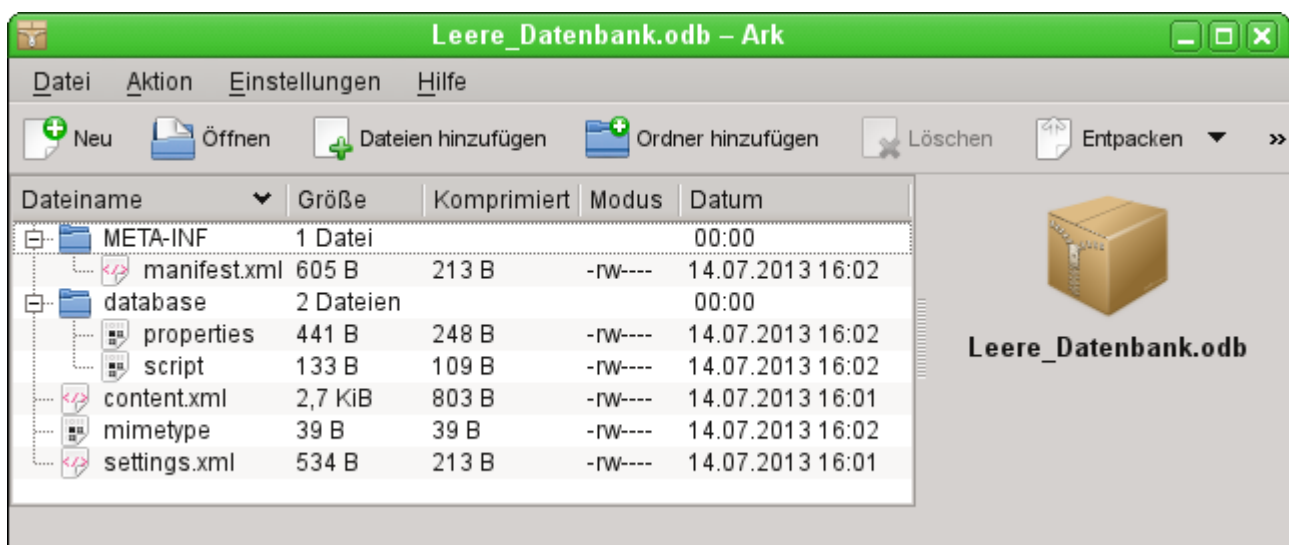 Leere_Datenbank.odb – Ark
Datei Aktion Einstellungen Hilfe
Neu Öffnen Dateien hinzufügen Ordner hinzufügen Löschen Entpacken »
Dateiname Größe Komprimiert Modus Datum
META-INF 1 Datei 00:00
manifest.xml 605 B 213 B -rw---- 14.07.2013 16:02
database 2 Dateien 00:00
properties 441 B 248 B -rw---- 14.07.2013 16:02
script 133 B 109 B -rw---- 14.07.2013 16:02
content.xml 2,7 KiB 803 B -rw---- 14.07.2013 16:01
mimetype 39 B 39 B -rw---- 14.07.2013 16:02
settings.xml 534 B 213 B -rw---- 14.07.2013 16:01
Leere_Datenbank.odb